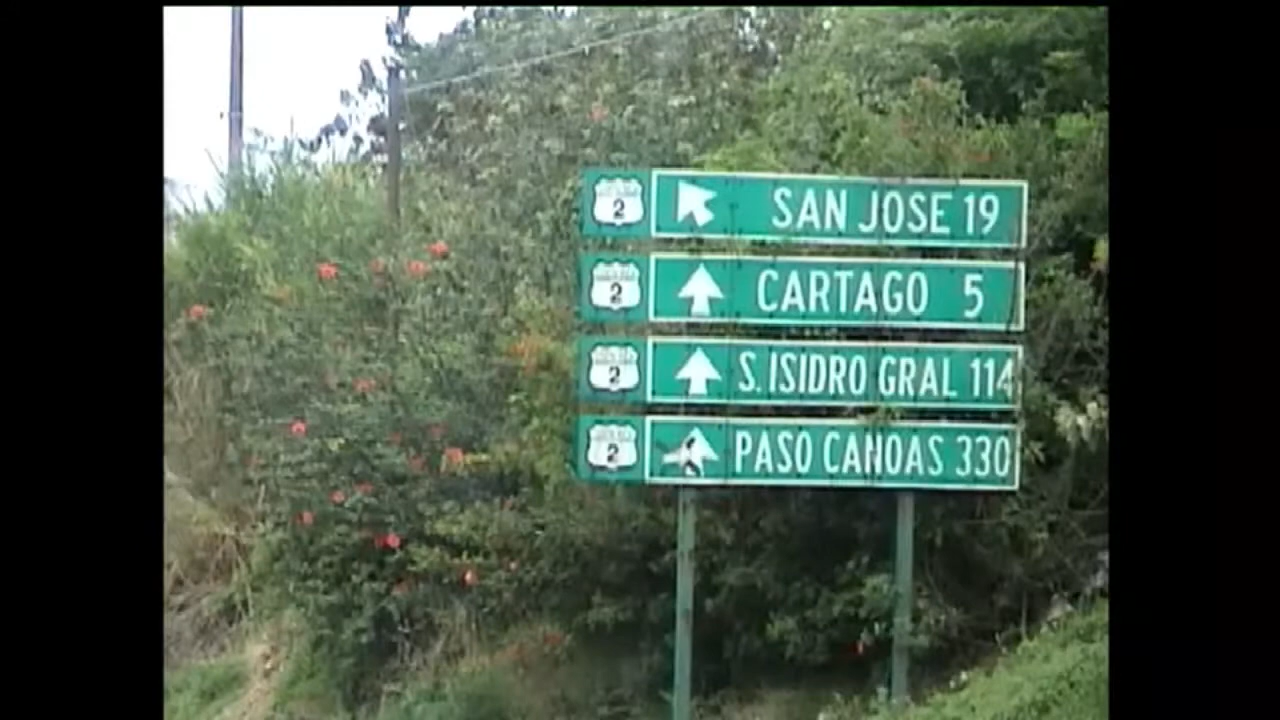 2 SAN JOSE 19
2 CARTAGO 5
2 S. ISIDRO GRAL 114
2 PASO CANOAS 330